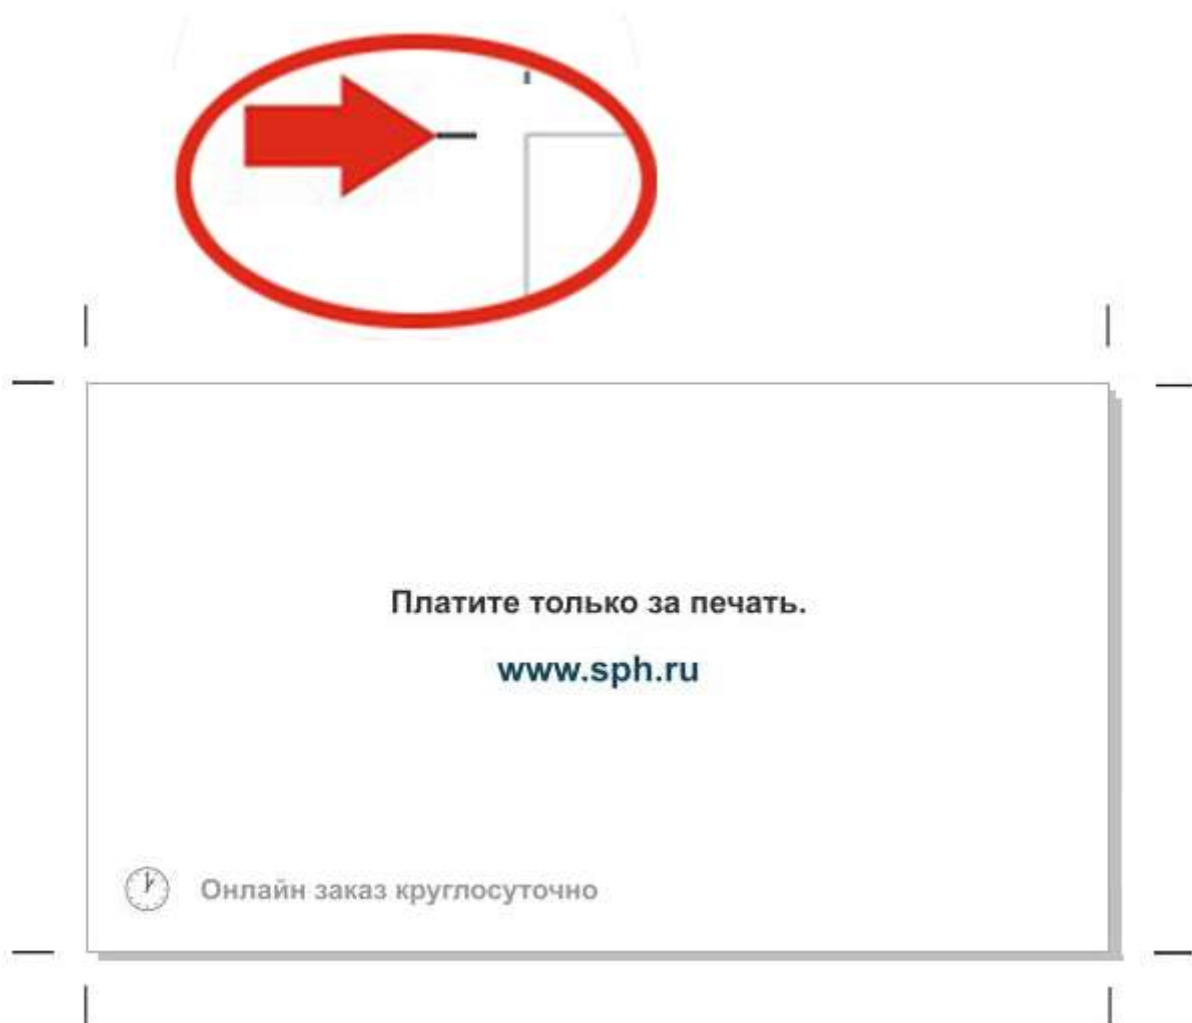 Платите только за печать.
www.sph.ru
Онлайн заказ круглосуточно